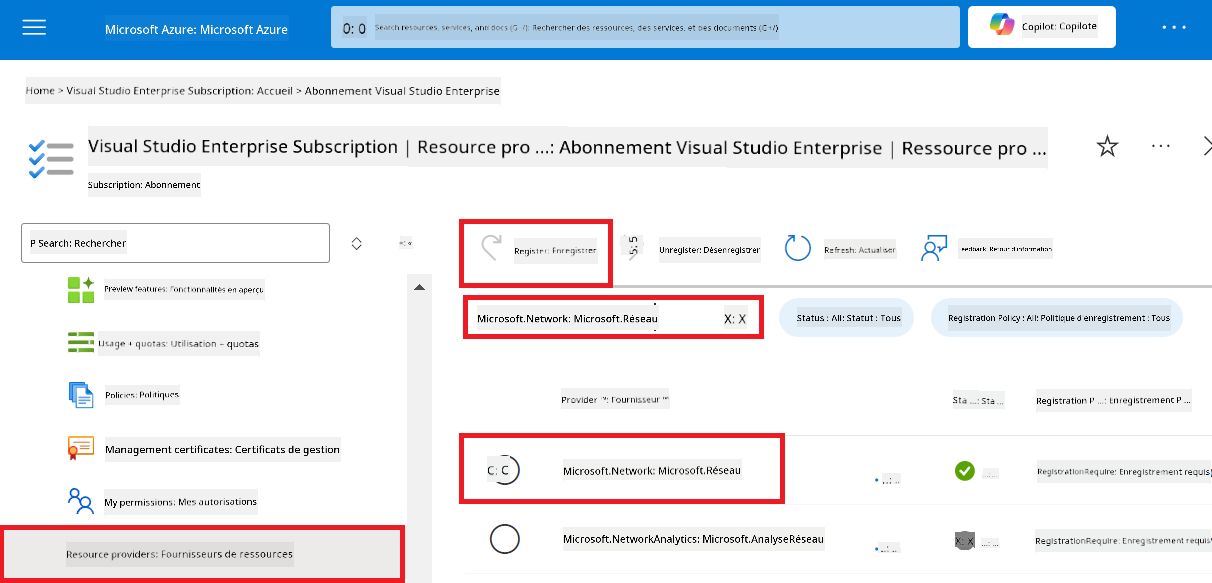 Microsoft Azure: Microsoft Azure
0: 0
Search resources, services, and docs (G+/): Rechercher des ressources, des services, et des documents (G+/)
Copilot: Copilote
Home > Visual Studio Enterprise Subscription: Accueil > Abonnement Visual Studio Enterprise
Visual Studio Enterprise Subscription | Resource pro ...: Abonnement Visual Studio Enterprise | Ressource pro ...
Subscription: Abonnement
P Search: Rechercher
Register: Enregistrer
5: 5
Unregister: Désenregistrer
Refresh: Actualiser
Feedback: Retour d'information
Preview features: Fonctionnalités en aperçu
Microsoft.Network: Microsoft.Réseau
X: X
Status : All: Statut : Tous
Registration Policy : All: Politique d'enregistrement : Tous
Usage + quotas: Utilisation + quotas
Policies: Politiques
Provider ™: Fournisseur ™
Sta ...: Sta ...
Registration P ...: Enregistrement P ...
Management certificates: Certificats de gestion
C: C
Microsoft.Network: Microsoft.Réseau
...: ...
...: ...
RegistrationRequire: Enregistrement requis)
My permissions: Mes autorisations
Microsoft.NetworkAnalytics: Microsoft.AnalyseRéseau
...: ...
X: X
...: ...
RegistrationRequire: Enregistrement requis
Resource providers: Fournisseurs de ressources